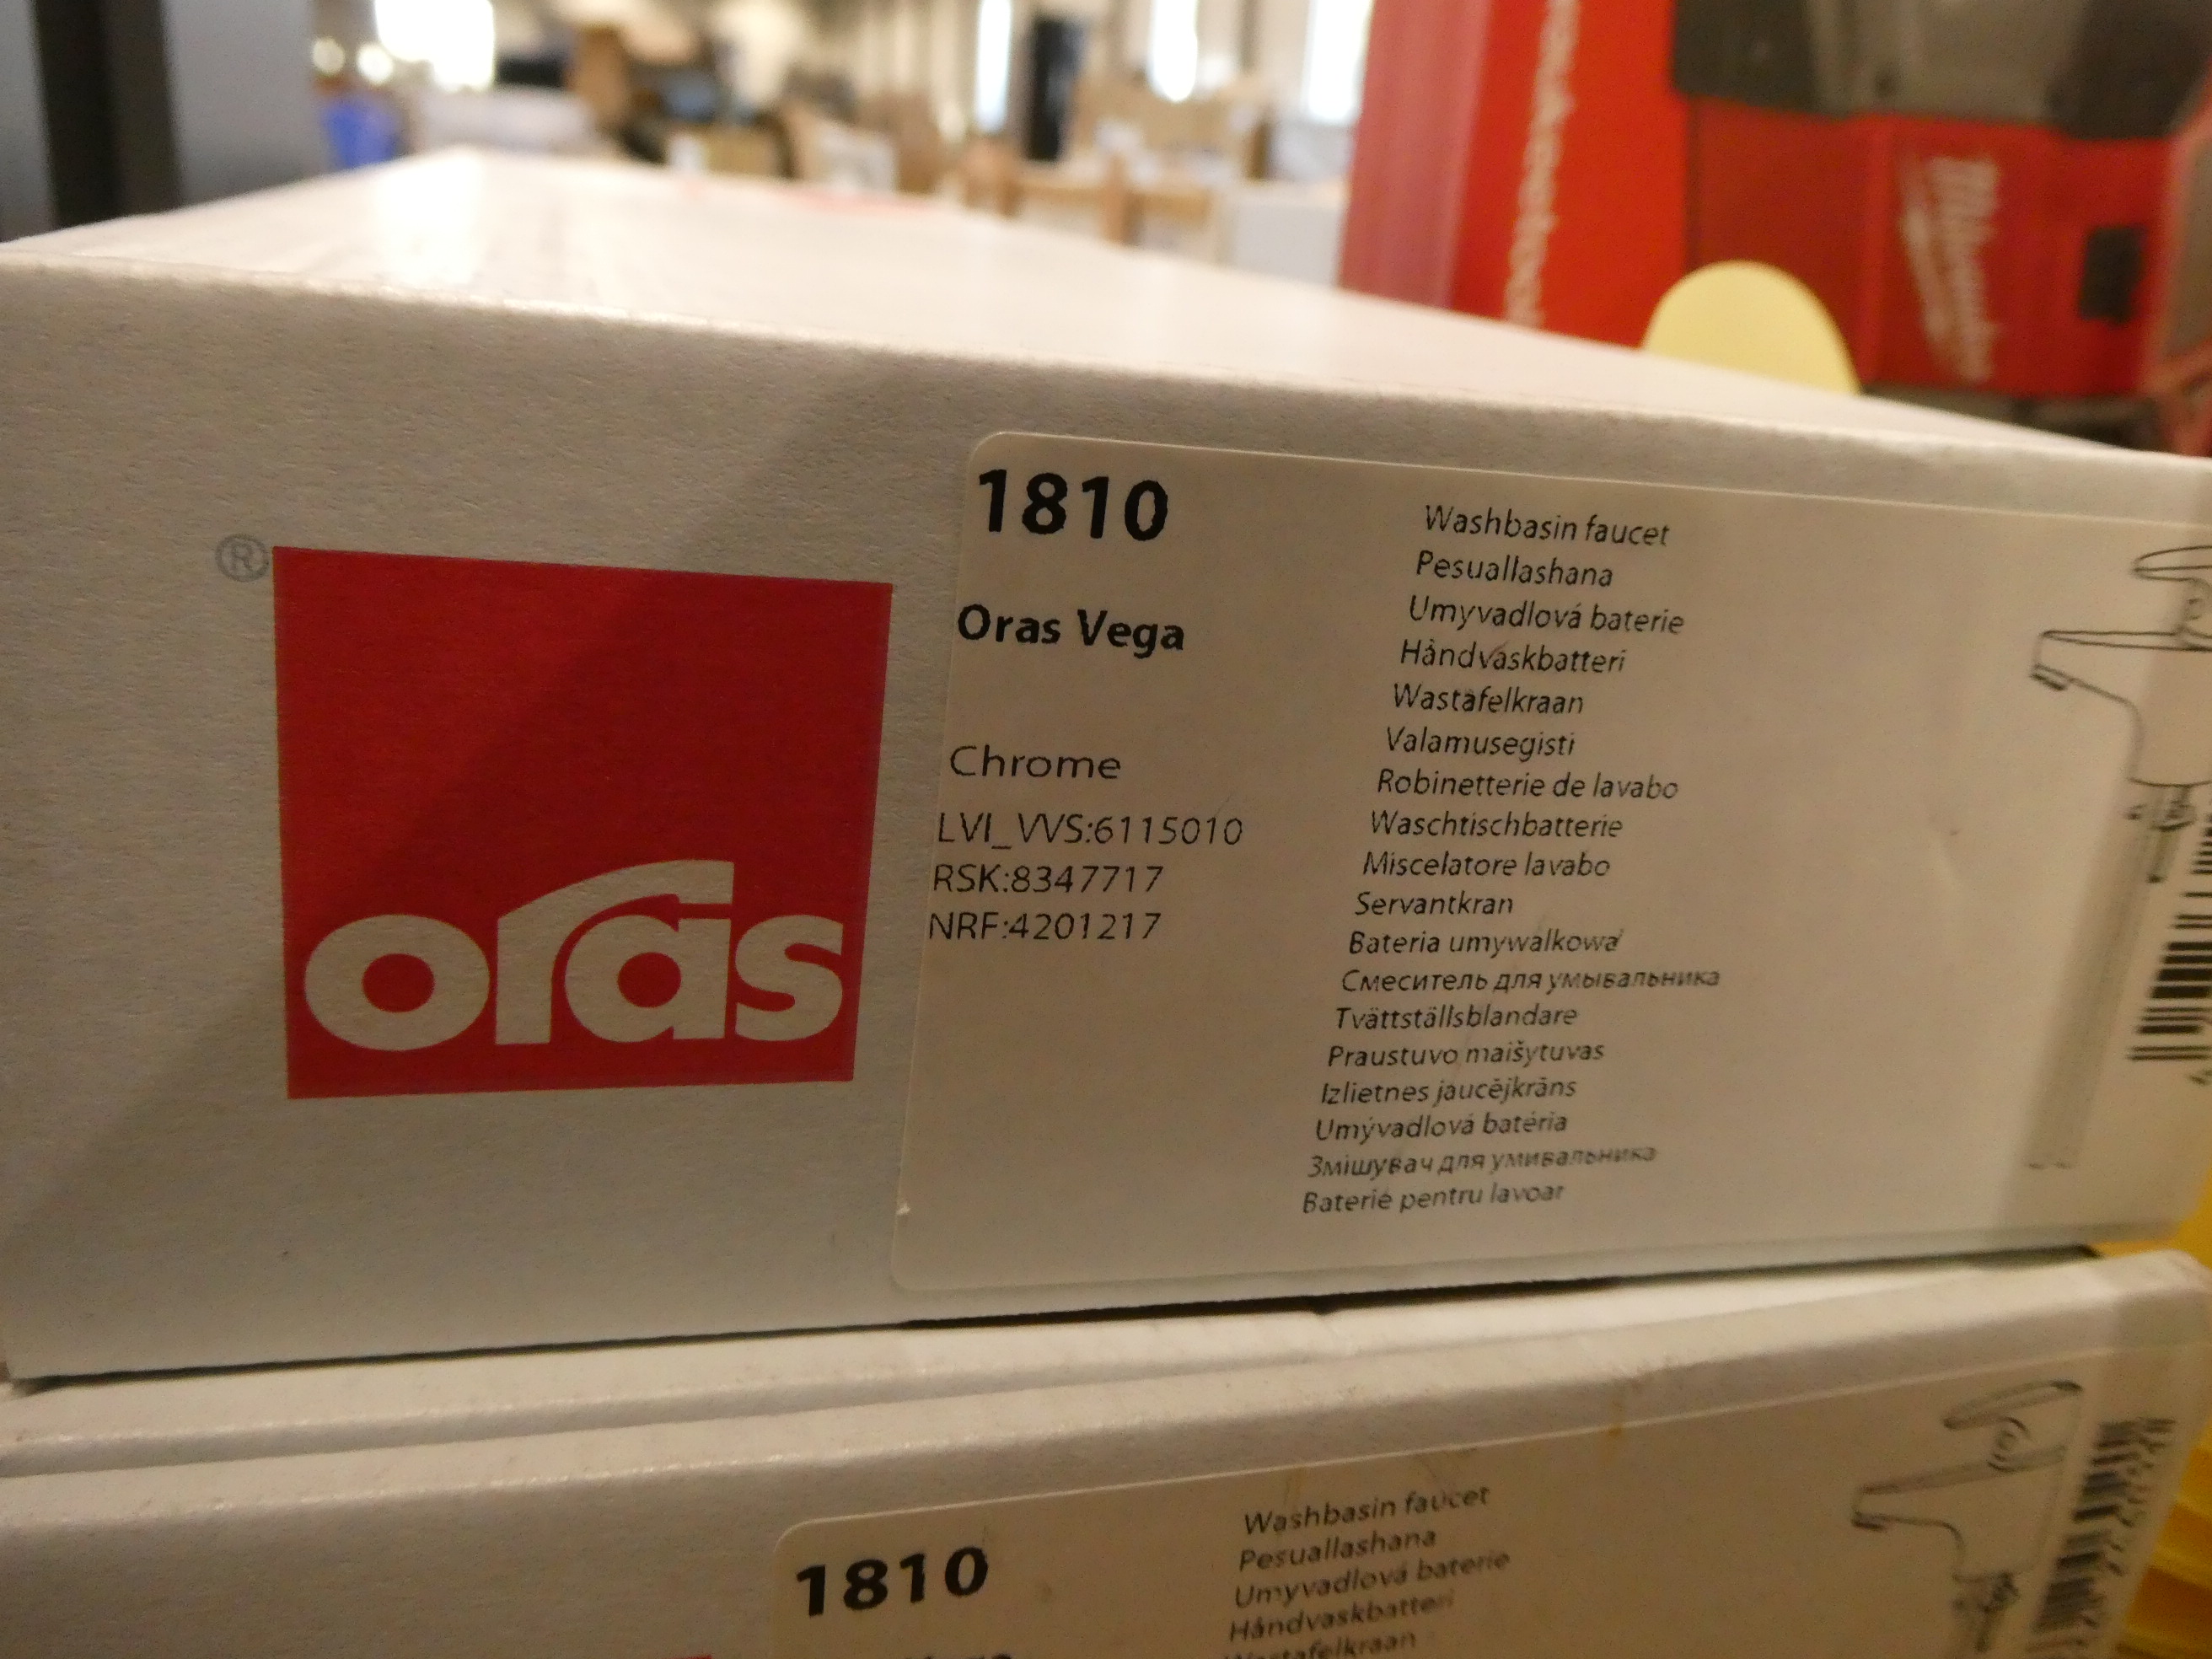 ®
oras
1810
Oras Vega
Chrome
LVI_VVS:6115010
RSK:8347717
NRF:4201217
Washbasin faucet
Pesuallashana
Umyvadlová baterie
Håndvaskbatteri
Wastafelkraan
Valamusegisti
Robinetterie de lavabo
Waschtischbatterie
Miscelatore lavabo
Servantkran
Bateria umywalkowa
Смеситель для умывальника
Tvättställsblandare
Praustuvo maišytuvas
Izlietnes jaucējkrāns
Umývadlová batéria
Змішувач для умивальника
Baterie pentru lavoar
Milwaukee
1810
Washbasin faucet
Pesuallashana
Umyvadlová baterie
Håndvaskbatteri
Wastafelkraan